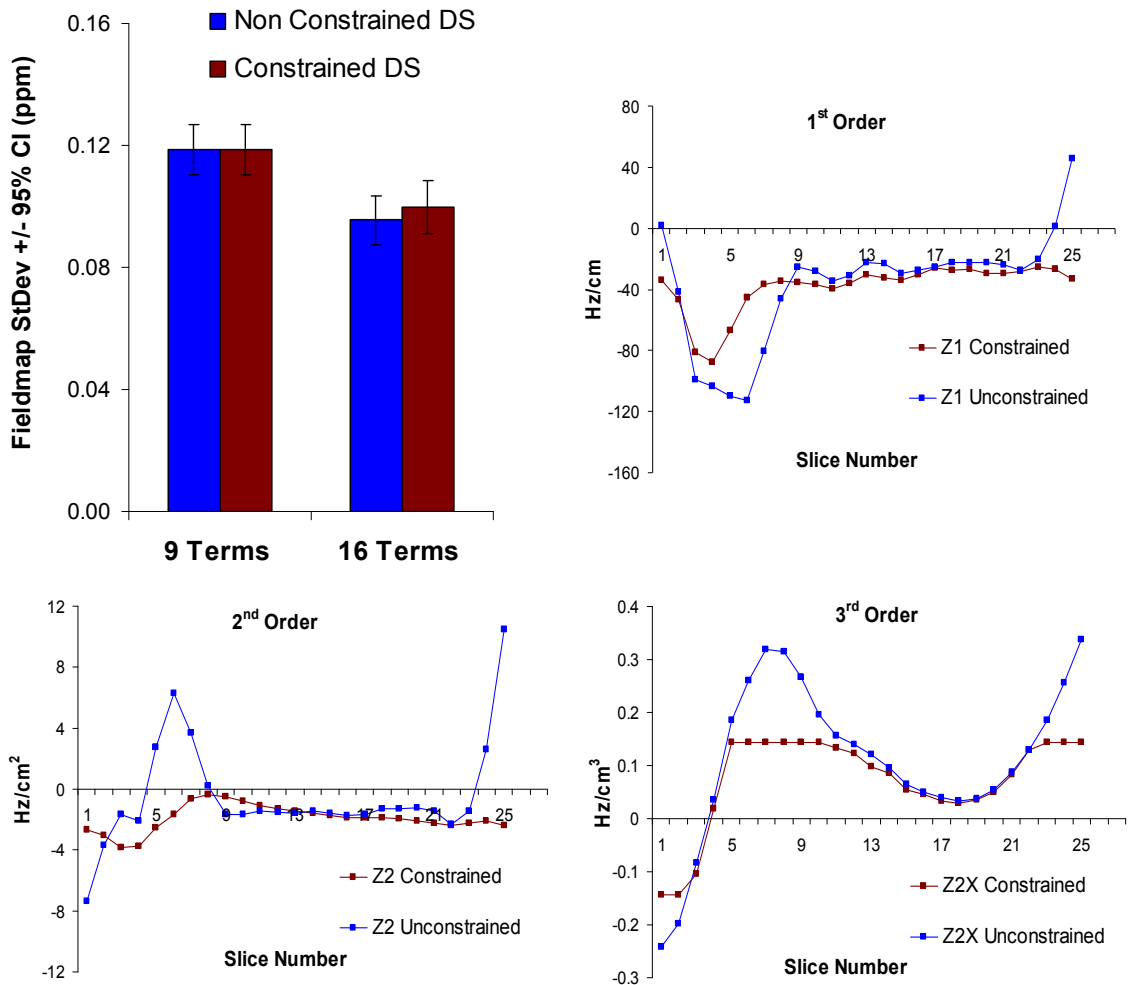 Non Constrained DS
Constrained DS
Fieldmap StDev +/- 95% CI (ppm)
0.16
0.12
0.08
0.04
0.00
9 Terms
16 Terms
1st Order
Hz/cm
80
40
0
-40
-80
-120
-160
1 5 9 13 17 21 25
Z1 Constrained
Z1 Unconstrained
Slice Number
2nd Order
Hz/cm2
12
8
4
0
-4
-8
-12
1 5 9 13 17 21 25
Z2 Constrained
Z2 Unconstrained
Slice Number
3rd Order
Hz/cm3
0.4
0.3
0.2
0.1
0
-0.1
-0.2
-0.3
1 5 9 13 17 21 25
Z2X Constrained
Z2X Unconstrained
Slice Number